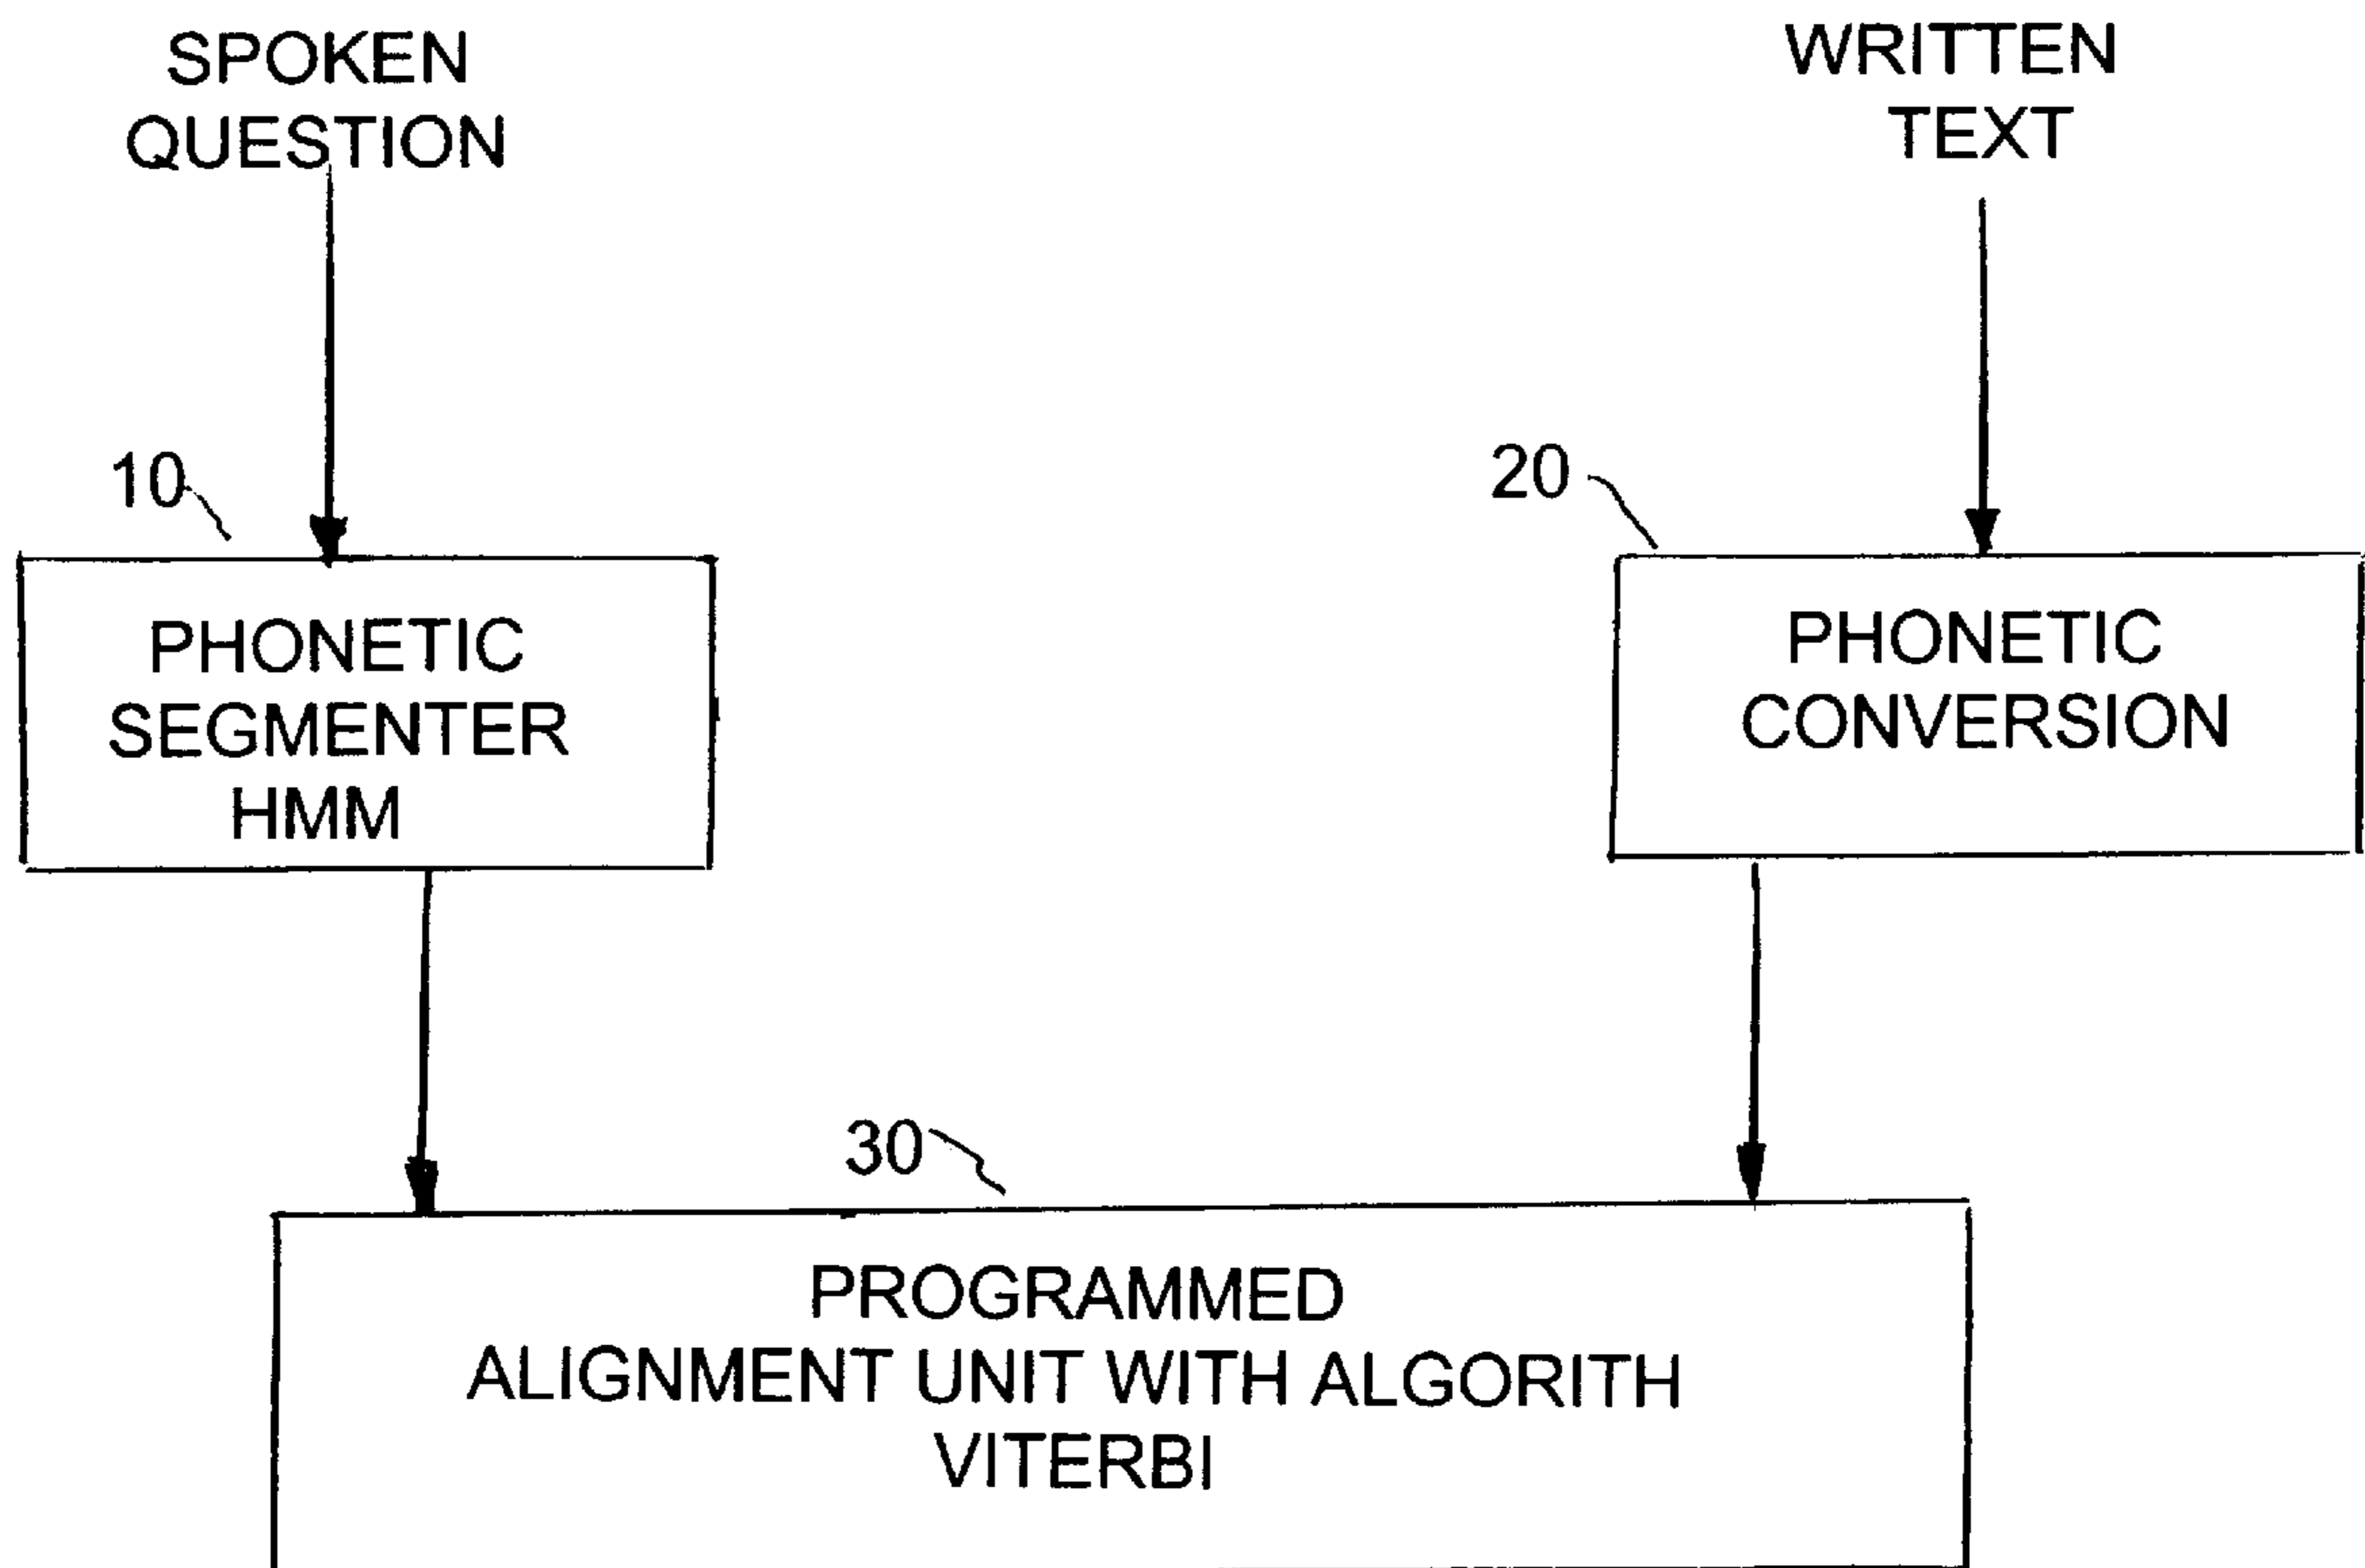 SPOKEN
QUESTION
WRITTEN
TEXT
10
20
PHONETIC
SEGMENTER
HMM
PHONETIC
CONVERSION
30
PROGRAMMED
ALIGNMENT UNIT WITH ALGORITH
VITERBI